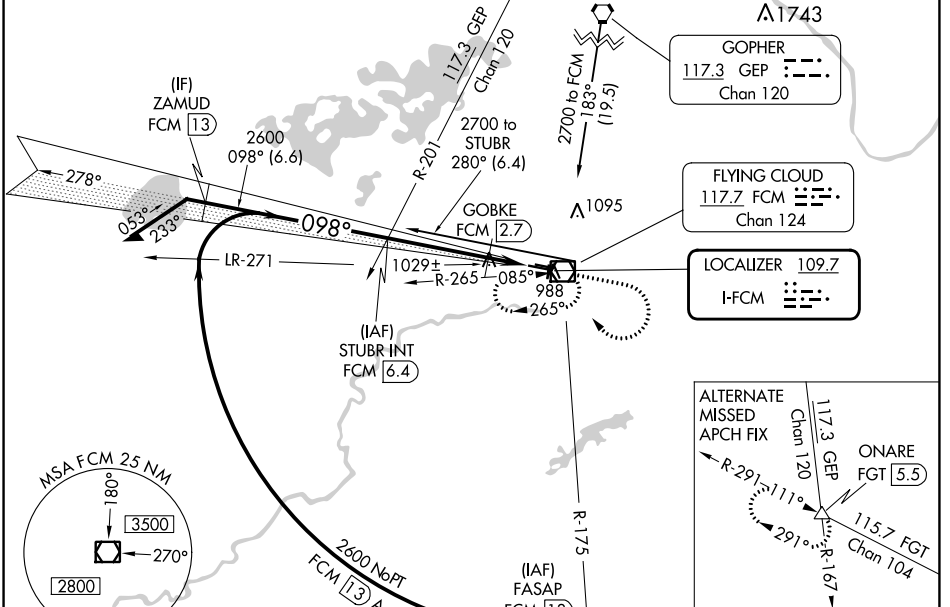 1743
GOPHER
117.3 GEP
Chan 120
117.3 GEP
Chan 120
2700 to FCM
183°
(19.5)
(IF)
ZAMUD
FCM 13
2600
098° (6.6)
2700 to
STUBR
280° (6.4)
R-201
278°
053°
233°
098°
GOBKE
FCM 2.7
1095
FLYING CLOUD
117.7 FCM
Chan 124
LOCALIZER 109.7
I-FCM
LR-271
1029±
R-265
085°
988
265°
(IAF)
STUBR INT
FCM 6.4
ALTERNATE
MISSED
APCH FIX
117.3 GEP
Chan 120
ONARE
FGT 5.5
R-291
111°
291°
115.7 FGT
Chan 104
R-167
MSA FCM 25 NM
180°
3500
270°
2800
2600 NoPT
FCM 13 A
R-175
(IAF)
FASAP